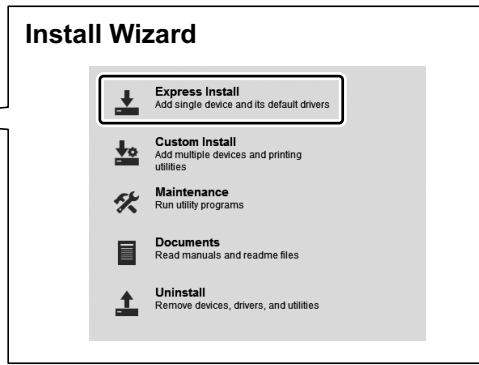 Install Wizard
Express Install
Add single device and its default drivers
Custom Install
Add multiple devices and printing
utilities
Maintenance
Run utility programs
Documents
Read manuals and readme files
Uninstall
Remove devices, drivers, and utilities